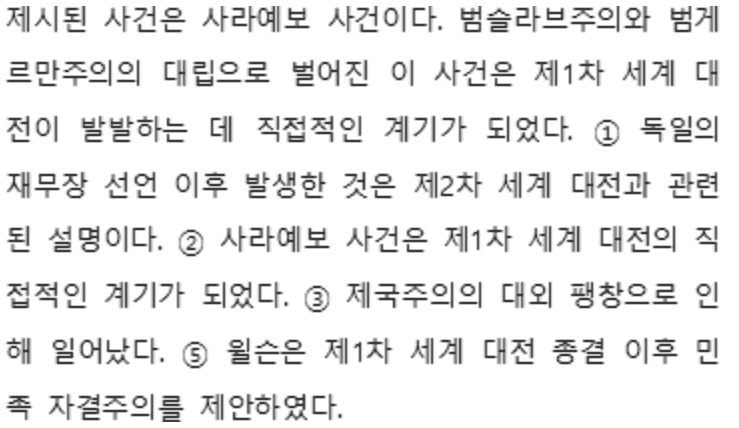 제시된 사건은 사라예보 사건이다. 범슬라브주의와 범게
르만주의의 대립으로 벌어진 이 사건은 제1차 세계 대
전이 발발하는 데 직접적인 계기가 되었다. ① 독일의
재무장 선언 이후 발생한 것은 제2차 세계 대전과 관련
된 설명이다. ② 사라예보 사건은 제1차 세계 대전의 직
접적인 계기가 되었다. ③ 제국주의의 대외 팽창으로 인
해 일어났다. ⑤ 윌슨은 제1차 세계 대전 종결 이후 민
족 자결주의를 제안하였다.